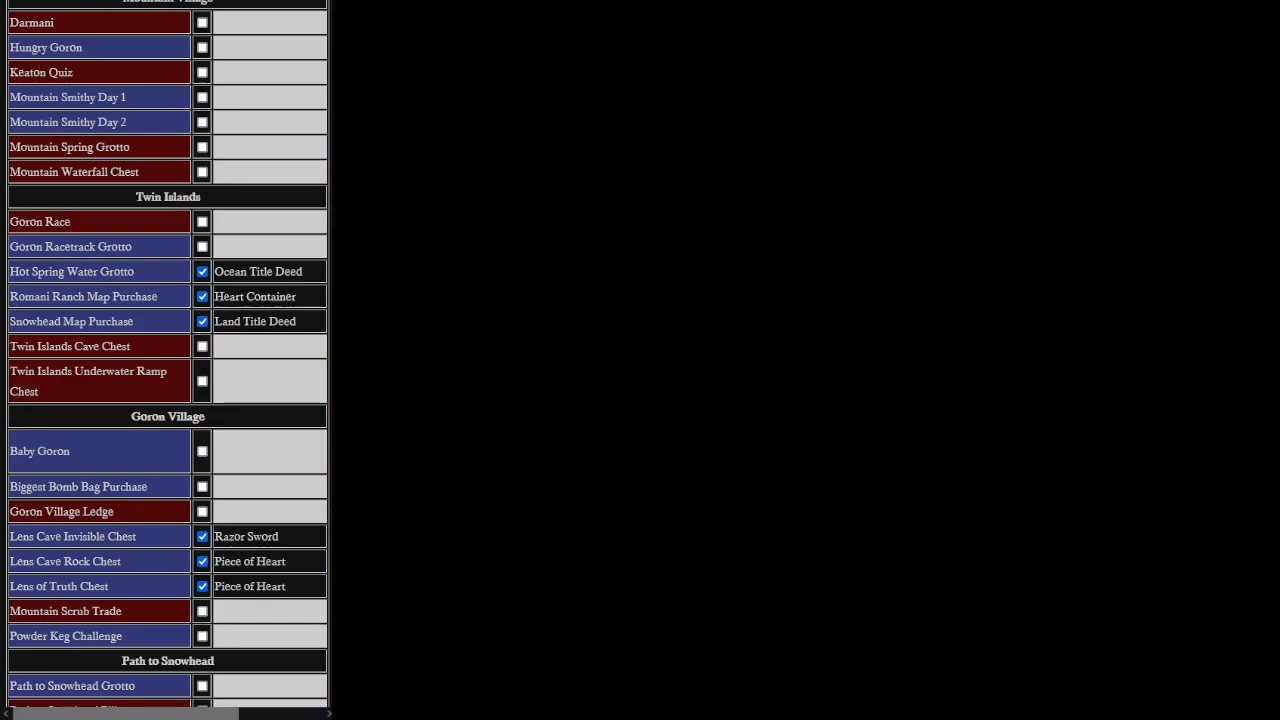 Mountain Village
Darmani
Hungry Goron
Keaton Quiz
Mountain Smithy Day 1
Mountain Smithy Day 2
Mountain Spring Grotto
Mountain Waterfall Chest
Twin Islands
Goron Race
Goron Racetrack Grotto
Hot Spring Water Grotto Ocean Title Deed
Romani Ranch Map Purchase Heart Container
Snowhead Map Purchase Land Title Deed
Twin Islands Cave Chest
Twin Islands Underwater Ramp
Chest
Goron Village
Baby Goron
Biggest Bomb Bag Purchase
Goron Village Ledge
Lens Cave Invisible Chest Razor Sword
Lens Cave Rock Chest Piece of Heart
Lens of Truth Chest Piece of Heart
Mountain Scrub Trade
Powder Keg Challenge
Path to Snowhead
Path to Snowhead Grotto